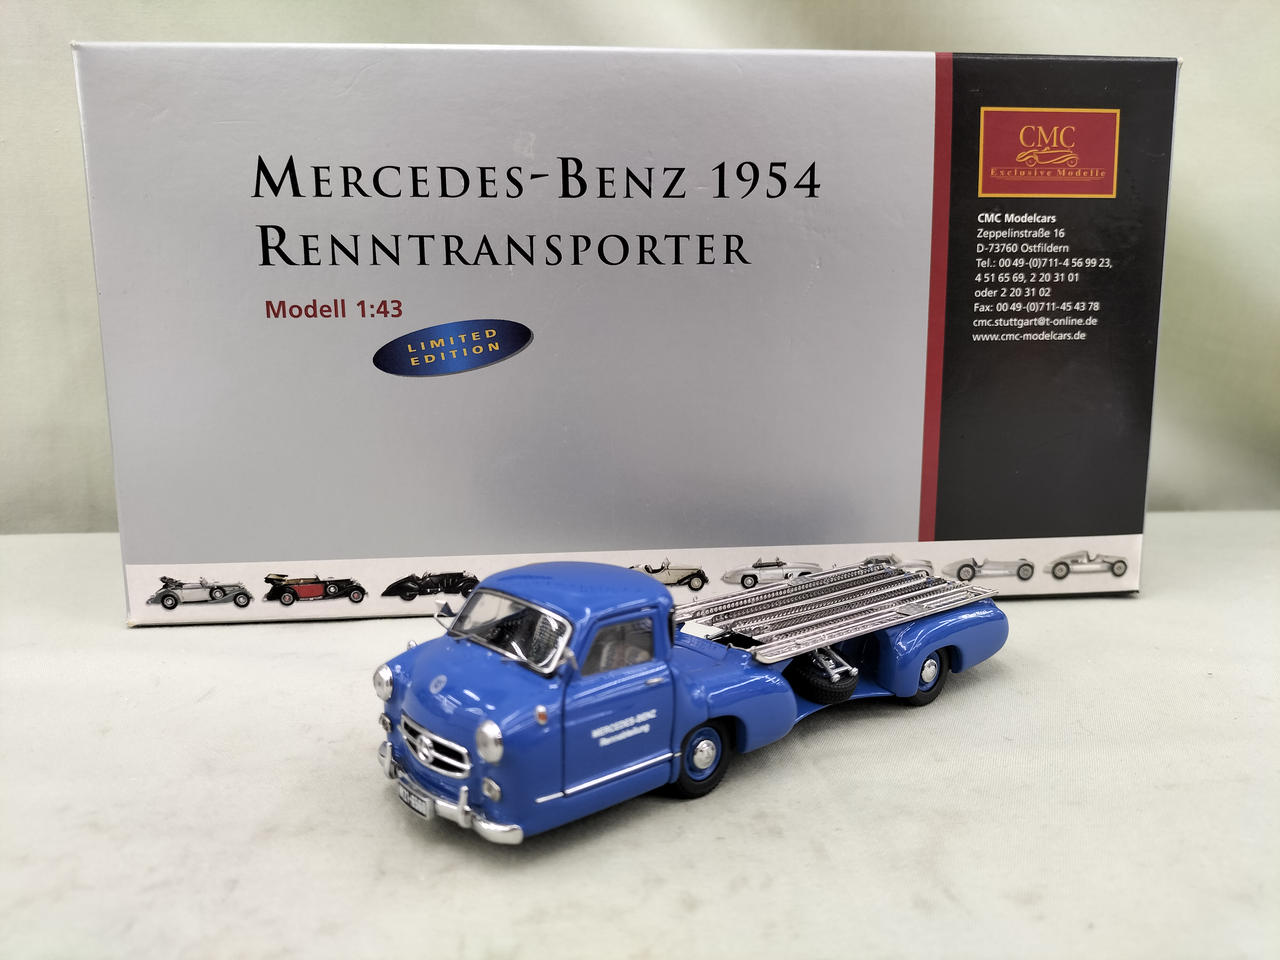 MERCEDES-BENZ 1954
RENNTRANSPORTER
Modell 1:43
LIMITED
EDITION
CMC
Exclusive Modelle
CMC Modelcars
Zeppelinstraße 16
D-73760 Ostfildern
Tel.: 00 49-(0)711-4 56 99 23,
4 51 65 69, 2 20 31 01
oder 2 20 31 02
Fax: 00 49-(0)711-45 43 78
cmc.stuttgart@t-online.de
www.cmc-modelcars.de
MERCEDES-BENZ
Rennabteilung